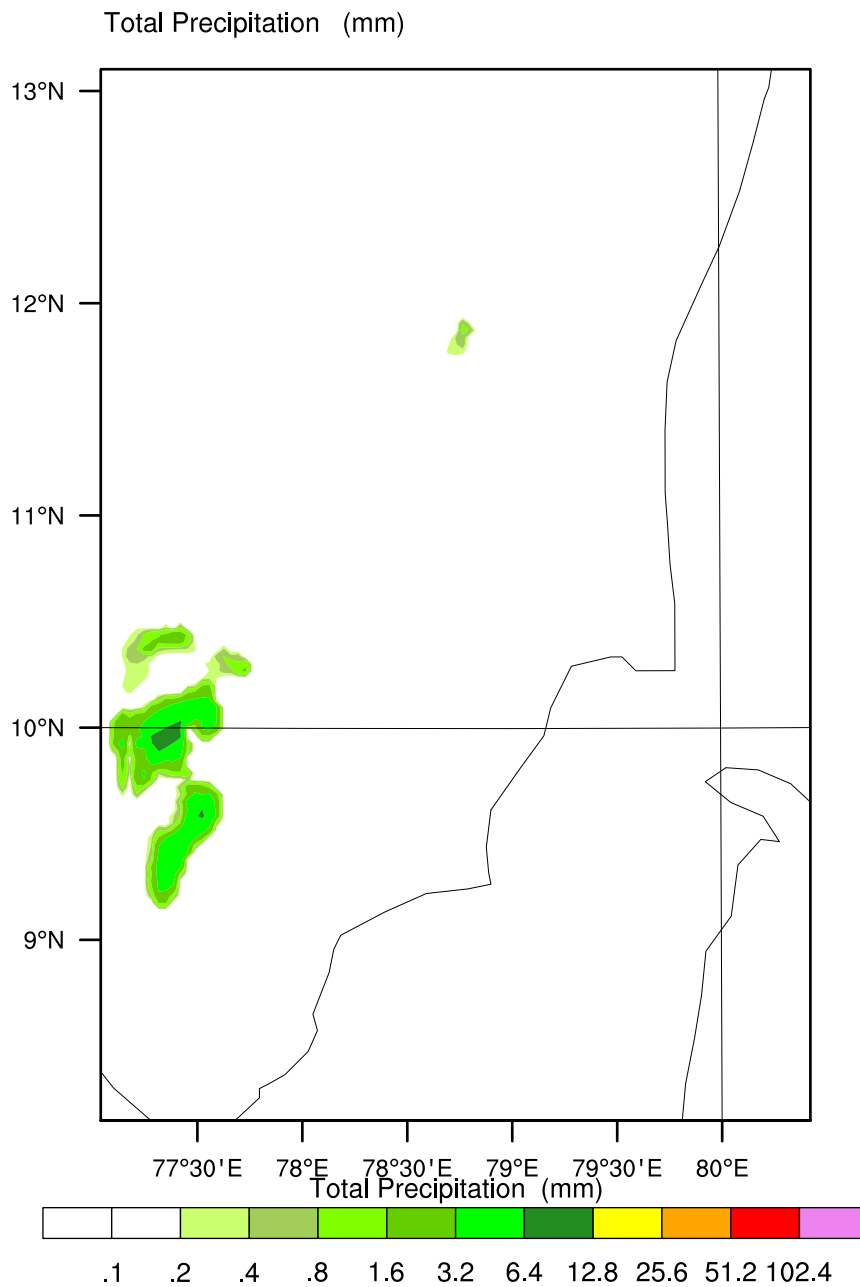 Total Precipitation (mm)
13°N
12°N
11°N
10°N
9°N
77°30'E 78°E 78°30'E 79°E 79°30'E 80°E
Total Precipitation (mm)
.1 .2 .4 .8 1.6 3.2 6.4 12.8 25.6 51.2 102.4